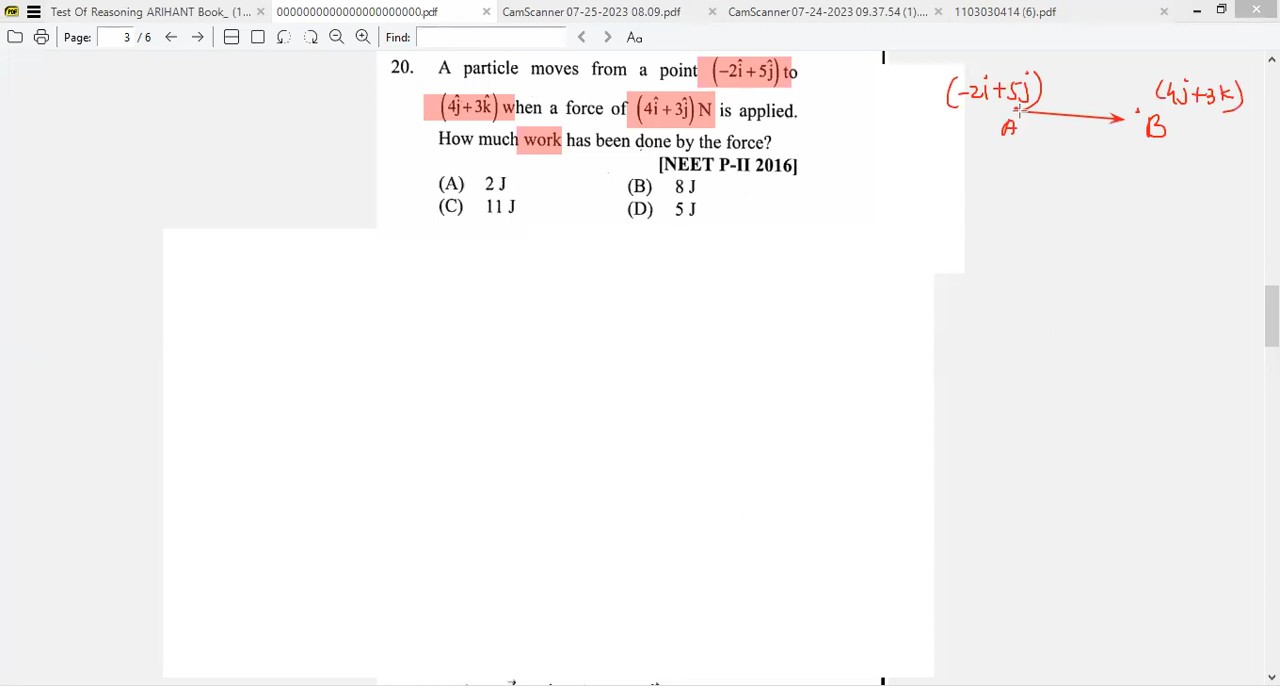 Test Of Reasoning ARIHANT Book_ (1...
0000000000000000000000.pdf
CamScanner 07-25-2023 08.09.pdf
CamScanner 07-24-2023 09.37.54 (1)....
1103030414 (6).pdf
Page: 3 / 6
Find:
Aa
20. A particle moves from a point (−2î + 5ĵ) to
(4ĵ + 3k̂) when a force of (4î + 3ĵ) N is applied.
How much work has been done by the force?
[NEET P-II 2016]
(A) 2 J (B) 8 J
(C) 11 J (D) 5 J
(-2i+5j) (4j+3k)
A B